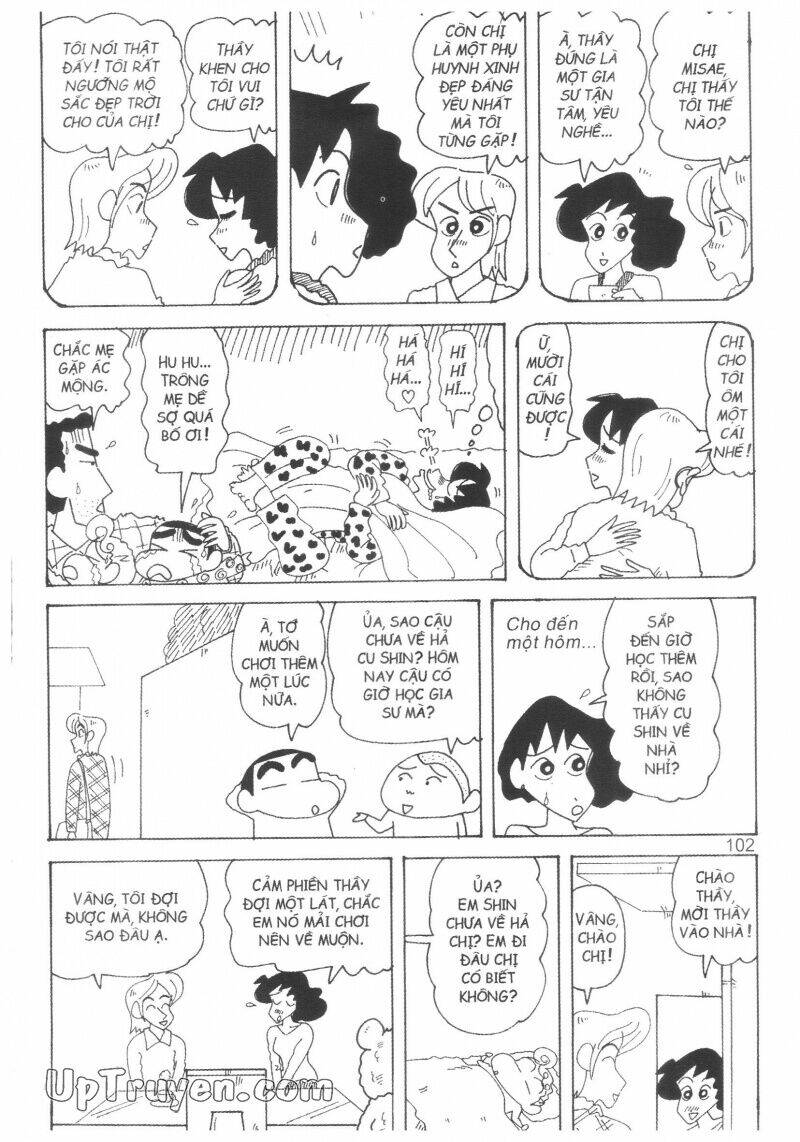 CHỊ
MISAE,
CHỊ THẤY
TÔI THẾ
NÀO?
À, THẦY
ĐÚNG LÀ
MỘT GIA
SƯ TẬN
TÂM, YÊU
NGHỀ...
CÒN CHỊ
LÀ MỘT PHỤ
HUYNH XINH
ĐẸP ĐÁNG
YÊU NHẤT
MÀ TÔI
TỪNG GẶP!
THẦY
KHEN CHO
TÔI VUI
CHỨ GÌ?
TÔI NÓI THẬT
ĐẤY! TÔI RẤT
NGƯỠNG MỘ
SẮC ĐẸP TRỜI
CHO CỦA CHỊ!
CHỊ
CHO
TÔI
ÔM
MỘT
CÁI
NHÉ!
Ừ,
MƯỜI
CÁI
CŨNG
ĐƯỢC
!
HÍ
HÍ
HÍ...
HÁ
HÁ
HÁ...
HU HU...
TRÔNG
MẸ DỄ
SỢ QUÁ
BỐ ƠI!
CHẮC MẸ
GẶP ÁC
MỘNG.
Cho đến
một hôm...
SẮP
ĐẾN GIỜ
HỌC THÊM
RỒI, SAO
KHÔNG
THẤY CU
SHIN VỀ
NHÀ
NHỈ?
ỦA, SAO CẬU
CHƯA VỀ HẢ
CU SHIN? HÔM
NAY CẬU CÓ
GIỜ HỌC GIA
SƯ MÀ?
À, TỚ
MUỐN
CHƠI THÊM
MỘT LÚC
NỮA.
102
CHÀO
THẦY,
MỜI THẦY
VÀO NHÀ!
VÂNG,
CHÀO
CHỊ!
ỦA?
EM SHIN
CHƯA VỀ HẢ
CHỊ? EM ĐI
ĐÂU CHỊ
CÓ BIẾT
KHÔNG?
CẢM PHIỀN THẦY
ĐỢI MỘT LÁT, CHẮC
EM NÓ MẢI CHƠI
NÊN VỀ MUỘN.
VÂNG, TÔI ĐỢI
ĐƯỢC MÀ, KHÔNG
SAO ĐÂU Ạ.
UpTruyen.com